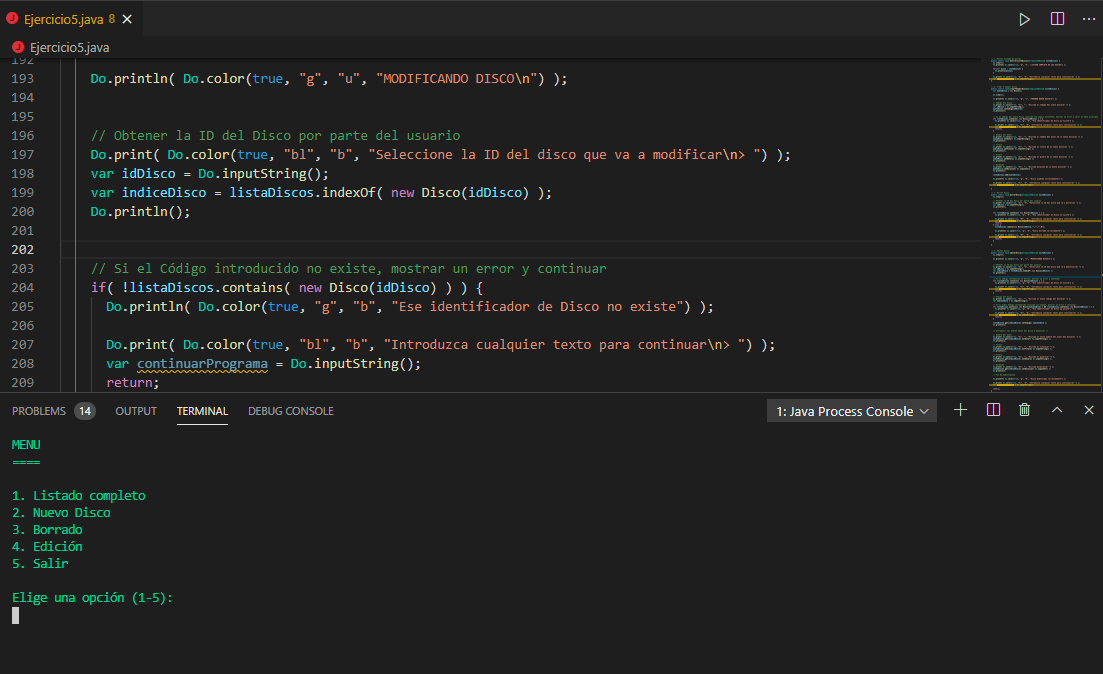 Ejercicio5.java 8
Ejercicio5.java
192
193 Do.println( Do.color(true, "g", "u", "MODIFICANDO DISCO\n") );
194
195
196 // Obtener la ID del Disco por parte del usuario
197 Do.print( Do.color(true, "bl", "b", "Seleccione la ID del disco que va a modificar\n> ") );
198 var idDisco = Do.inputString();
199 var indiceDisco = listaDiscos.indexOf( new Disco(idDisco) );
200 Do.println();
201
202
203 // Si el Código introducido no existe, mostrar un error y continuar
204 if( !listaDiscos.contains( new Disco(idDisco) ) ) {
205 Do.println( Do.color(true, "g", "b", "Ese identificador de Disco no existe") );
206
207 Do.print( Do.color(true, "bl", "b", "Introduzca cualquier texto para continuar\n> ") );
208 var continuarPrograma = Do.inputString();
209 return;
PROBLEMS 14 OUTPUT TERMINAL DEBUG CONSOLE 1: Java Process Console
MENU
====
1. Listado completo
2. Nuevo Disco
3. Borrado
4. Edición
5. Salir
Elige una opción (1-5):